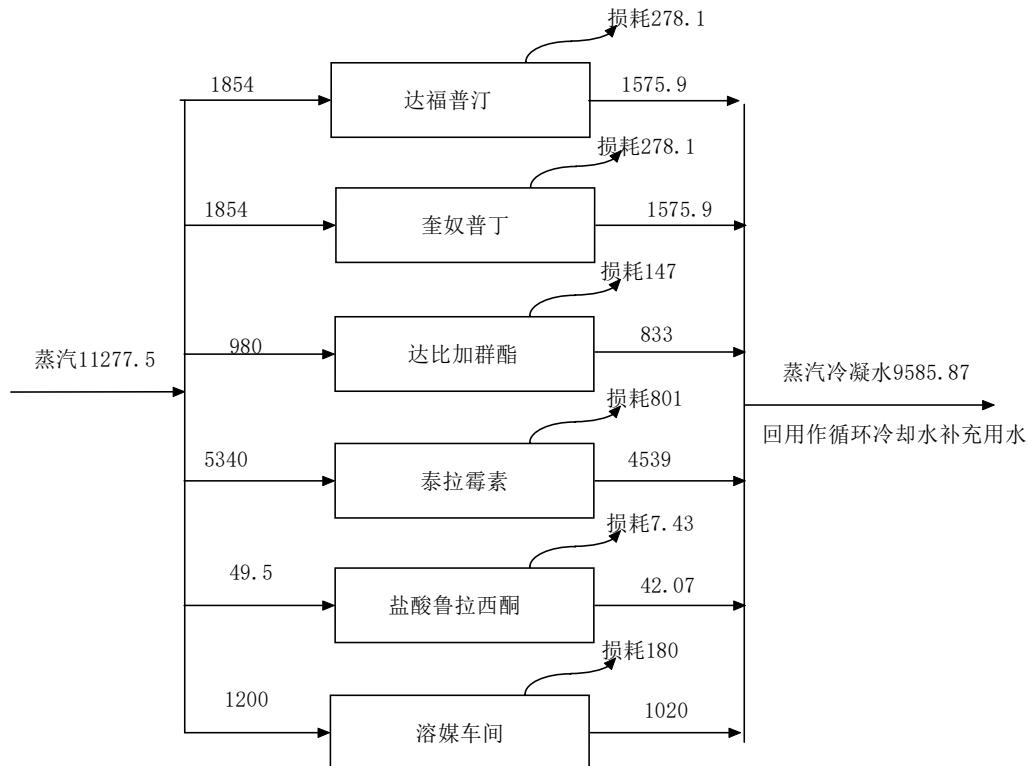 损耗278.1
1854
达福普汀
1575.9
损耗278.1
1854
奎奴普丁
1575.9
损耗147
980
达比加群酯
833
蒸汽11277.5
蒸汽冷凝水9585.87
回用作循环冷却水补充用水
损耗801
5340
泰拉霉素
4539
损耗7.43
49.5
盐酸鲁拉西酮
42.07
损耗180
1200
溶媒车间
1020